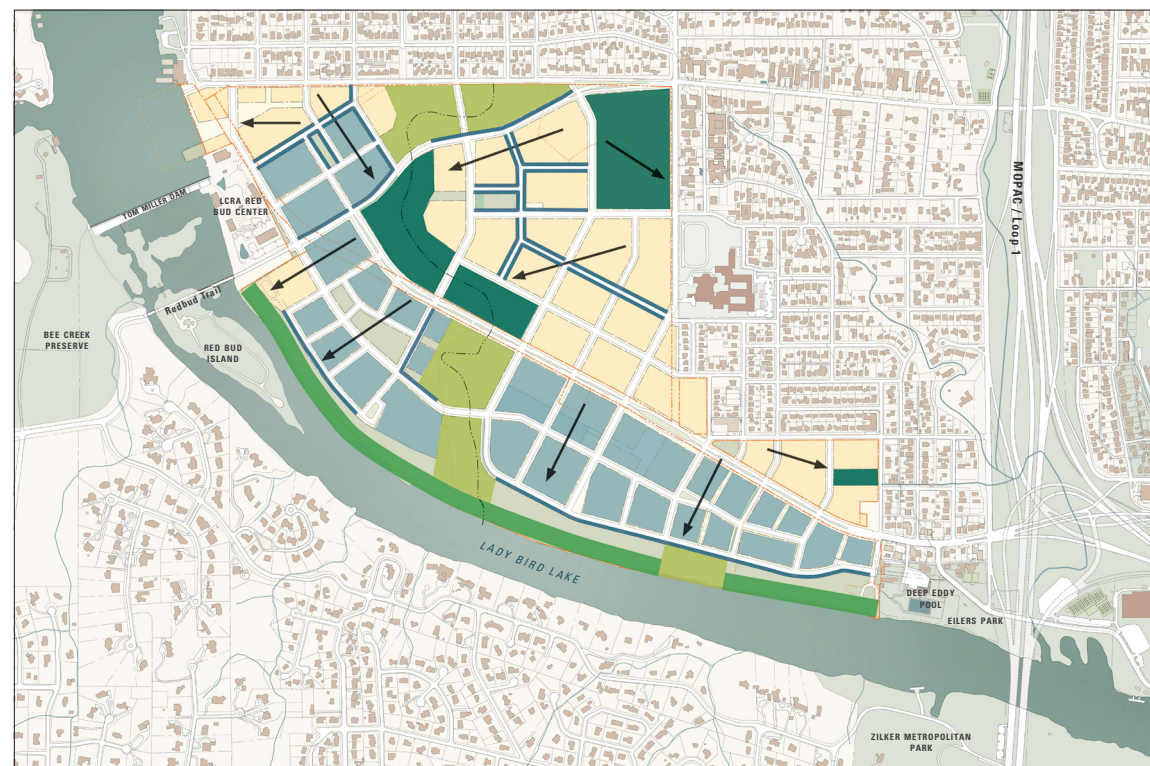 MOPAC / Loop 1
TOM MILLER DAM
LCRA RED
BUD CENTER
Redbud Trail
BEE CREEK
PRESERVE
RED BUD
ISLAND
LADY BIRD LAKE
DEEP EDDY
POOL
EILERS PARK
ZILKER METROPOLITAN
PARK